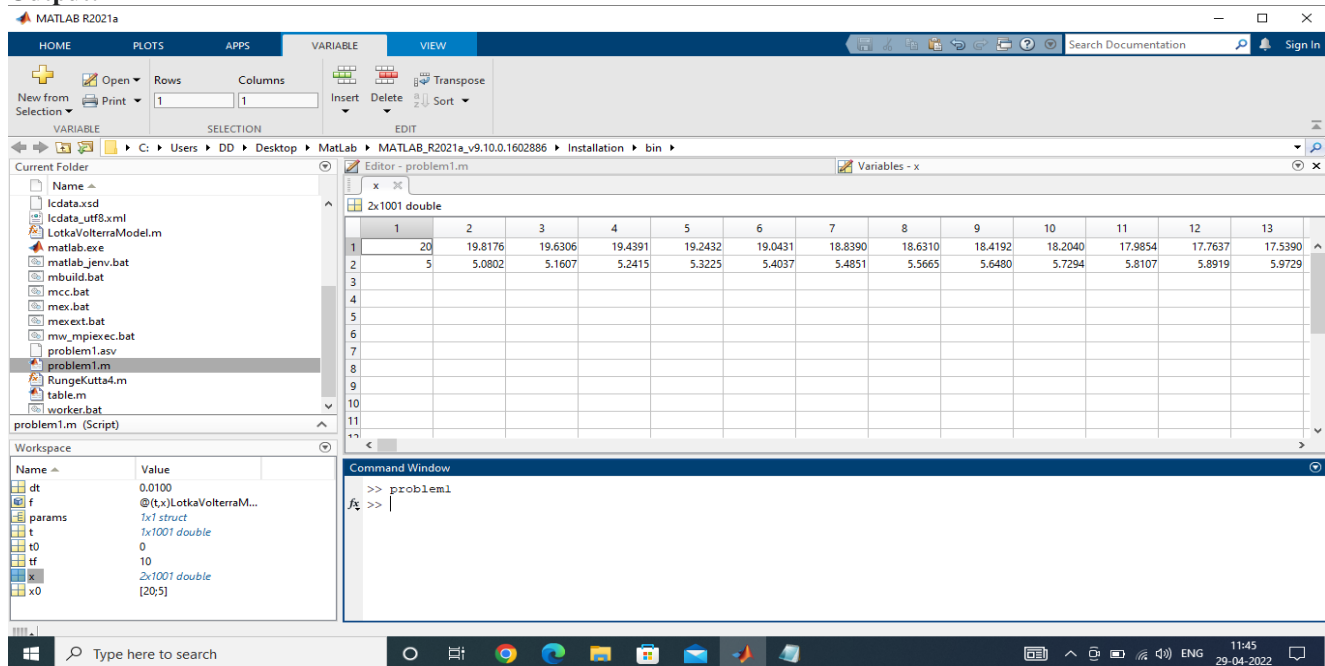 MATLAB R2021a
HOME PLOTS APPS VARIABLE VIEW Search Documentation Sign In
New from Selection
Open
Print
Rows Columns
1 1
Insert Delete
Transpose
Sort
VARIABLE SELECTION EDIT
C: Users DD Desktop MatLab MATLAB_R2021a_v9.10.0.1602886 Installation bin
Current Folder
Name
lcdata.xsd
lcdata_utf8.xml
LotkaVolterraModel.m
matlab.exe
matlab_jenv.bat
mbuild.bat
mcc.bat
mex.bat
mexext.bat
mw_mpiexec.bat
problem1.asv
problem1.m
RungeKutta4.m
table.m
worker.bat
problem1.m (Script)
Workspace
Name Value
dt 0.0100
f @(t,x)LotkaVolterraM...
params 1x1 struct
t 1x1001 double
t0 0
tf 10
x 2x1001 double
x0 [20;5]
Editor - problem1.m Variables - x
x
2x1001 double
1 2 3 4 5 6 7 8 9 10 11 12 13
1 20 19.8176 19.6306 19.4391 19.2432 19.0431 18.8390 18.6310 18.4192 18.2040 17.9854 17.7637 17.5390
2 5 5.0802 5.1607 5.2415 5.3225 5.4037 5.4851 5.5665 5.6480 5.7294 5.8107 5.8919 5.9729
3
4
5
6
7
8
9
10
11
Command Window
>> problem1
fx >>
Type here to search
ENG
11:45
29-04-2022